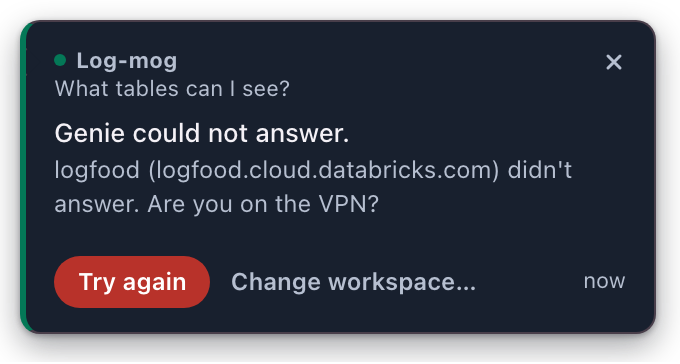 Log-mog
What tables can I see?
Genie could not answer.
logfood (logfood.cloud.databricks.com) didn't
answer. Are you on the VPN?
Try again
Change workspace...
now